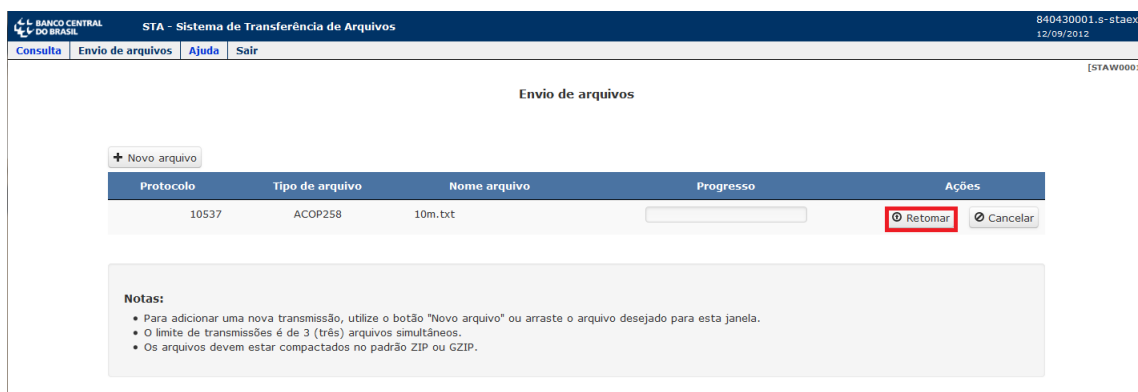 BANCO CENTRAL
DO BRASIL
STA - Sistema de Transferência de Arquivos
840430001.s-staex
12/09/2012
Consulta Envio de arquivos Ajuda Sair
[STAW0001
Envio de arquivos
+ Novo arquivo
Protocolo Tipo de arquivo Nome arquivo Progresso Ações
10537 ACOP258 10m.txt Retomar Cancelar
Notas:
• Para adicionar uma nova transmissão, utilize o botão "Novo arquivo" ou arraste o arquivo desejado para esta janela.
• O limite de transmissões é de 3 (três) arquivos simultâneos.
• Os arquivos devem estar compactados no padrão ZIP ou GZIP.